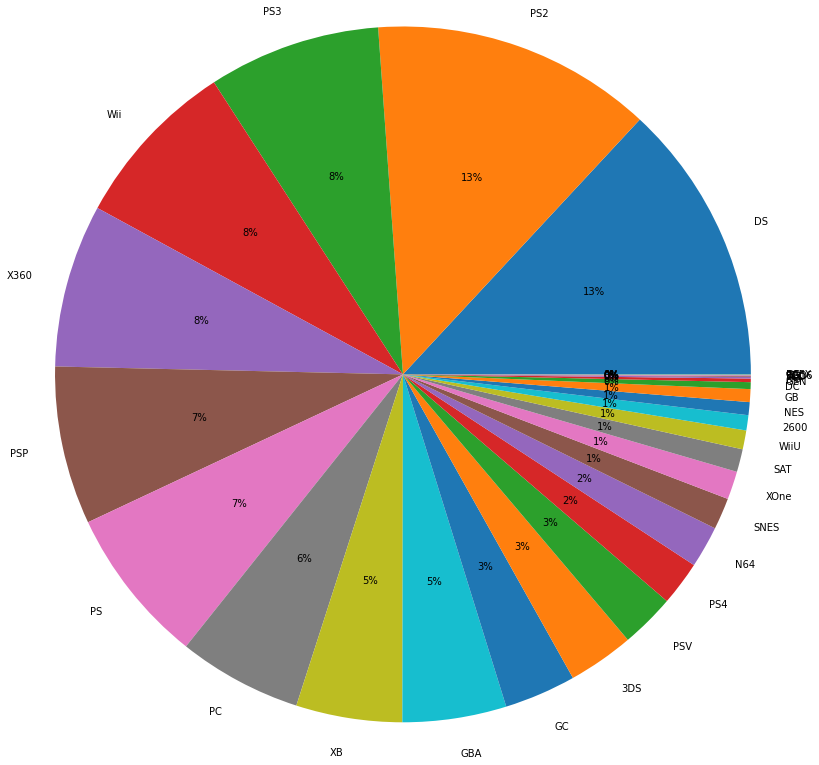 PS3
PS2
Wii
DS
X360
PSP
PS
PC
XB
GBA
GC
3DS
PSV
PS4
N64
SNES
XOne
SAT
WiiU
2600
NES
GB
DC
13%
13%
8%
8%
8%
7%
7%
6%
5%
5%
3%
3%
3%
2%
2%
1%
1%
1%
1%
1%
1%
1%